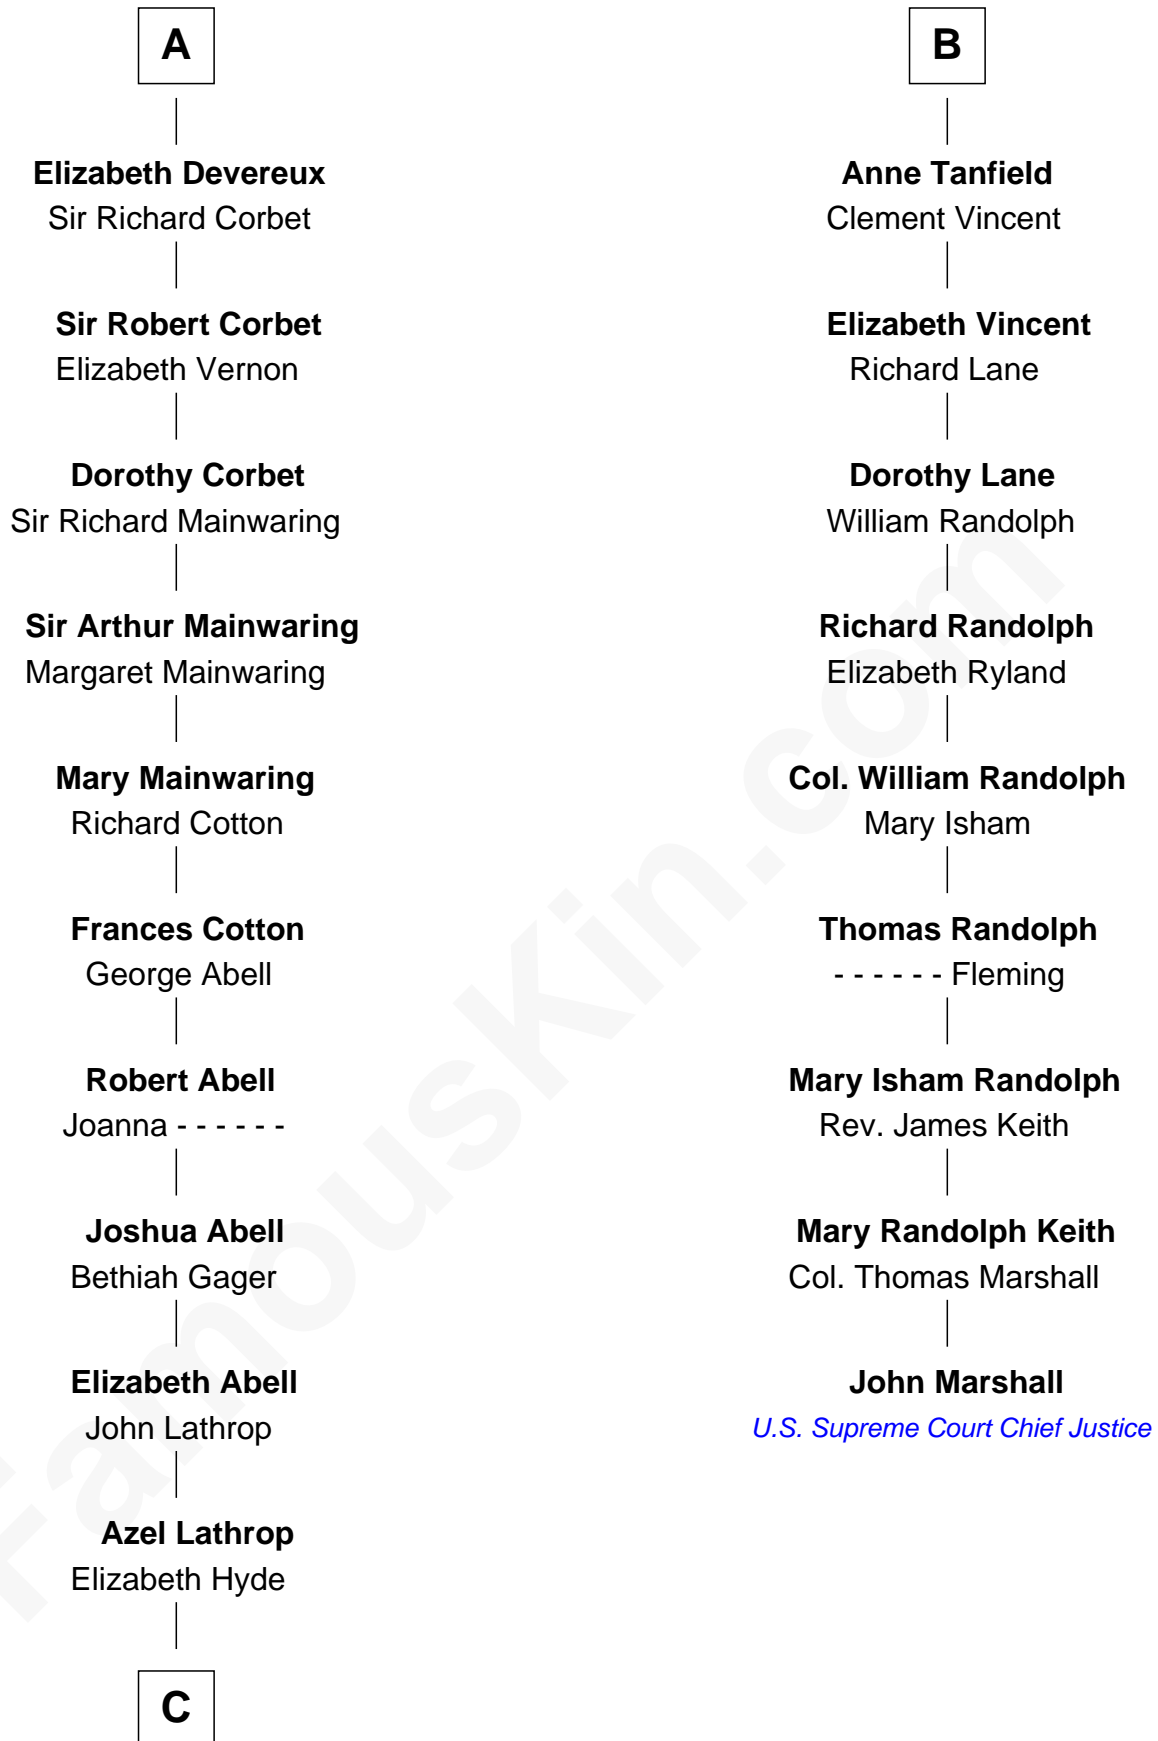 A
Elizabeth Devereux
Sir Richard Corbet
Sir Robert Corbet
Elizabeth Vernon
Dorothy Corbet
Sir Richard Mainwaring
Sir Arthur Mainwaring
Margaret Mainwaring
Mary Mainwaring
Richard Cotton
Frances Cotton
George Abell
Robert Abell
Joanna - - - - - -
Joshua Abell
Bethiah Gager
Elizabeth Abell
John Lathrop
Azel Lathrop
Elizabeth Hyde
C
B
Anne Tanfield
Clement Vincent
Elizabeth Vincent
Richard Lane
Dorothy Lane
William Randolph
Richard Randolph
Elizabeth Ryland
Col. William Randolph
Mary Isham
Thomas Randolph
- - - - - - Fleming
Mary Isham Randolph
Rev. James Keith
Mary Randolph Keith
Col. Thomas Marshall
John Marshall
U.S. Supreme Court Chief Justice
FamousKin.com